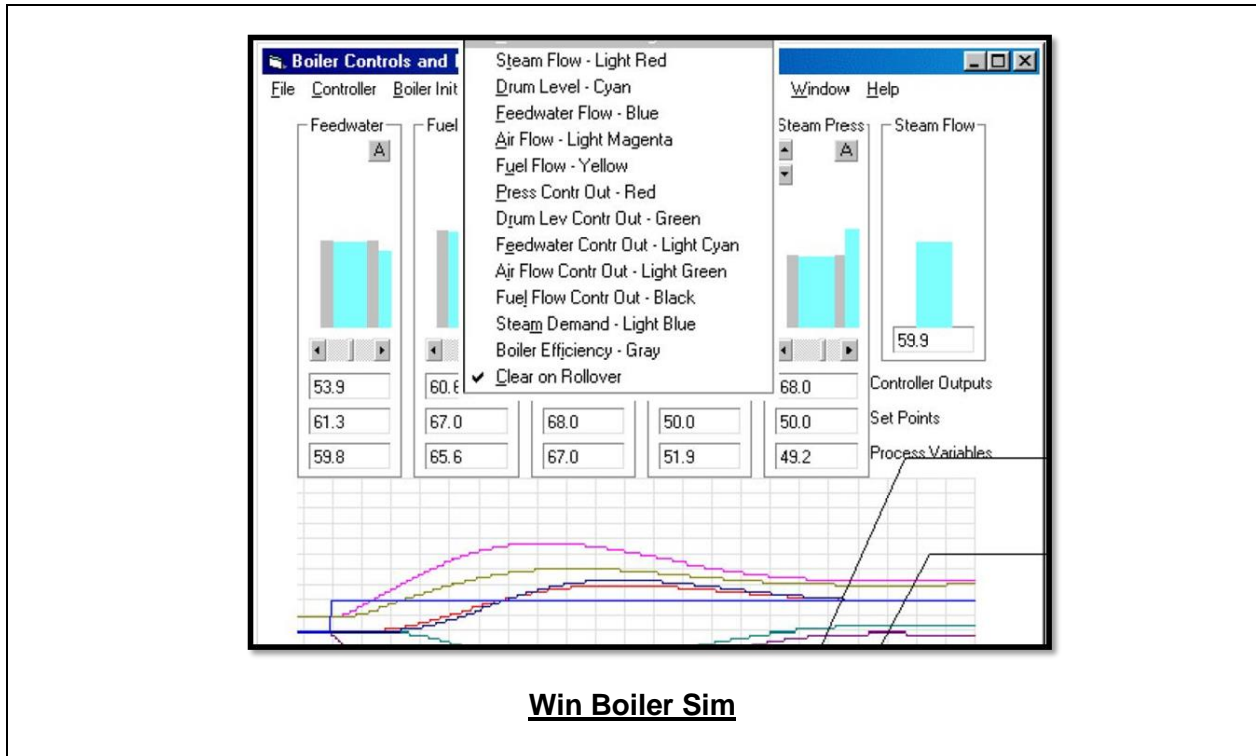 Boiler Controls and
File Controller Boiler Init Window Help
Steam Flow - Light Red
Drum Level - Cyan
Feedwater Flow - Blue
Air Flow - Light Magenta
Fuel Flow - Yellow
Press Contr Out - Red
Drum Lev Contr Out - Green
Feedwater Contr Out - Light Cyan
Air Flow Contr Out - Light Green
Fuel Flow Contr Out - Black
Steam Demand - Light Blue
Boiler Efficiency - Gray
✔ Clear on Rollover
Feedwater Fuel Steam Press Steam Flow
A A
59.9
53.9 60.6 68.0 Controller Outputs
61.3 67.0 68.0 50.0 50.0 Set Points
59.8 65.6 67.0 51.9 49.2 Process Variables
Win Boiler Sim